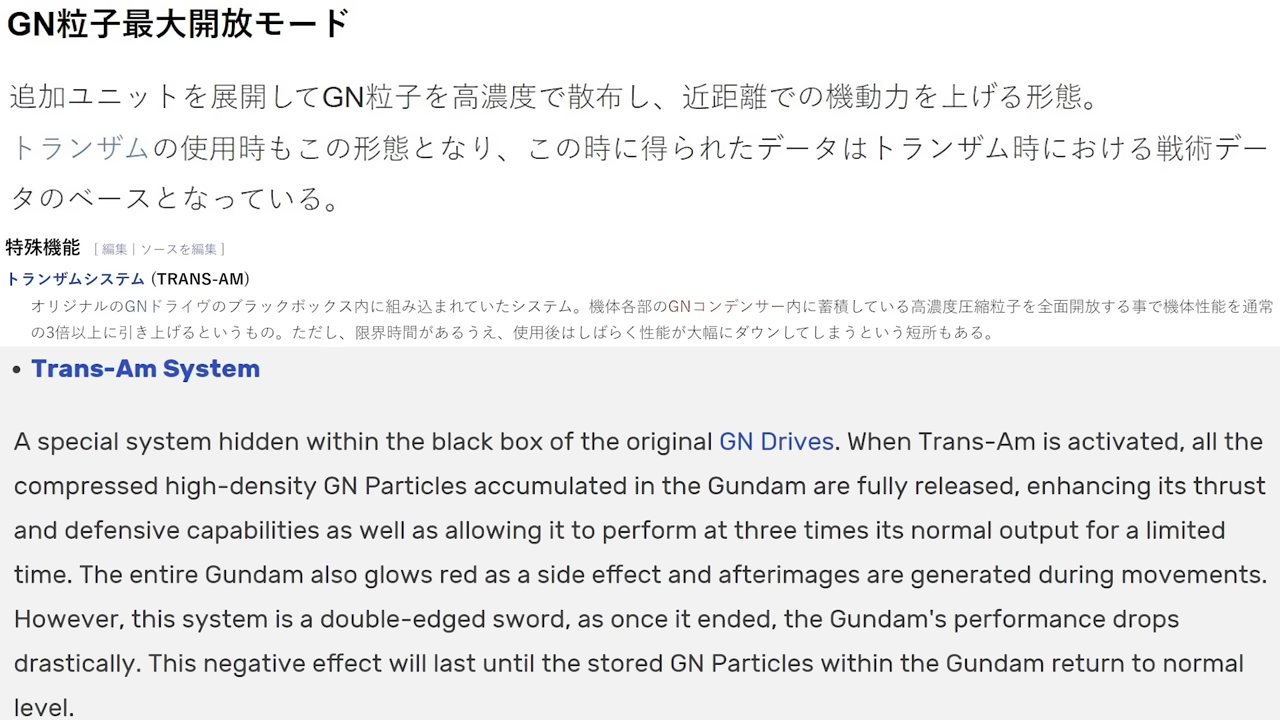 GN粒子最大開放モード
追加ユニットを展開してGN粒子を高濃度で散布し、近距離での機動力を上げる形態。
トランザムの使用時もこの形態となり、この時に得られたデータはトランザム時における戦術デー
タのベースとなっている。
特殊機能 [ 編集 | ソースを編集 ]
トランザムシステム (TRANS-AM)
オリジナルのGNドライヴのブラックボックス内に組み込まれていたシステム。機体各部のGNコンデンサー内に蓄積している高濃度圧縮粒子を全面開放する事で機体性能を通常
の3倍以上に引き上げるというもの。ただし、限界時間があるうえ、使用後はしばらく性能が大幅にダウンしてしまうという短所もある。
• Trans-Am System
A special system hidden within the black box of the original GN Drives. When Trans-Am is activated, all the
compressed high-density GN Particles accumulated in the Gundam are fully released, enhancing its thrust
and defensive capabilities as well as allowing it to perform at three times its normal output for a limited
time. The entire Gundam also glows red as a side effect and afterimages are generated during movements.
However, this system is a double-edged sword, as once it ended, the Gundam's performance drops
drastically. This negative effect will last until the stored GN Particles within the Gundam return to normal
level.